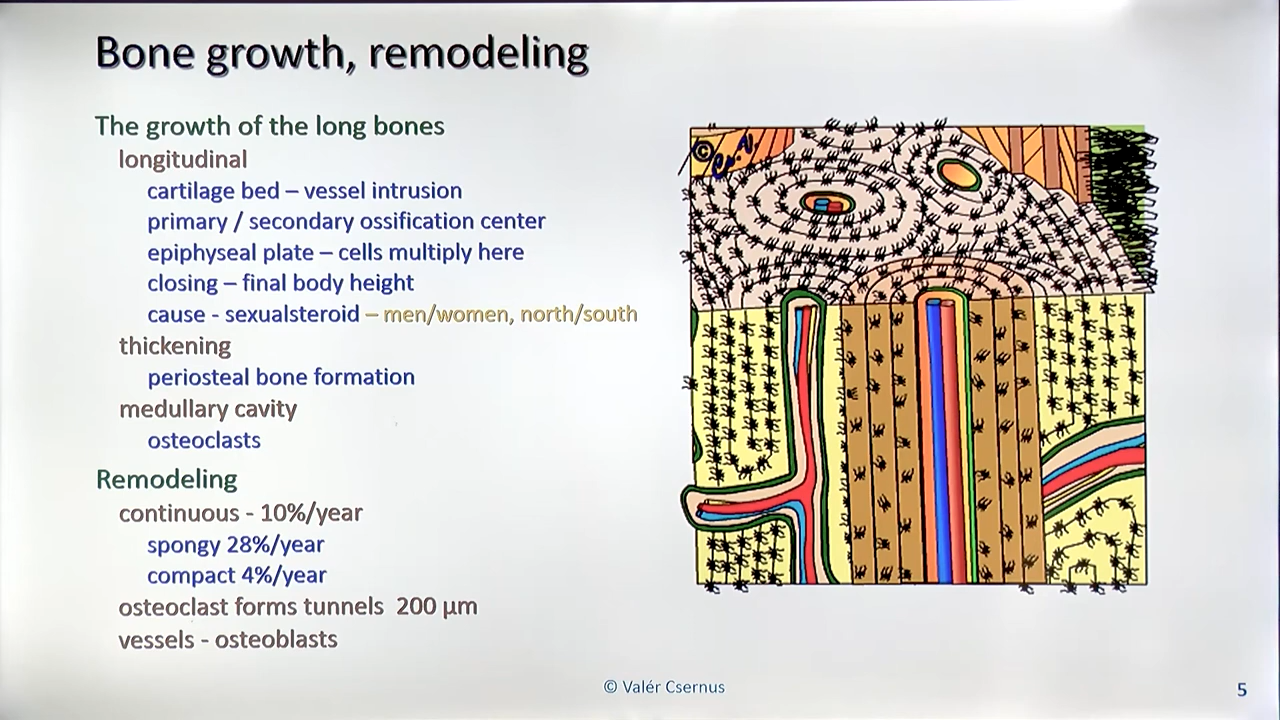 Bone growth, remodeling
The growth of the long bones
longitudinal
cartilage bed – vessel intrusion
primary / secondary ossification center
epiphyseal plate – cells multiply here
closing – final body height
cause - sexualsteroid – men/women, north/south
thickening
periosteal bone formation
medullary cavity
osteoclasts
Remodeling
continuous - 10%/year
spongy 28%/year
compact 4%/year
osteoclast forms tunnels 200 µm
vessels - osteoblasts
© Cs.V.
© Valér Csernus
5